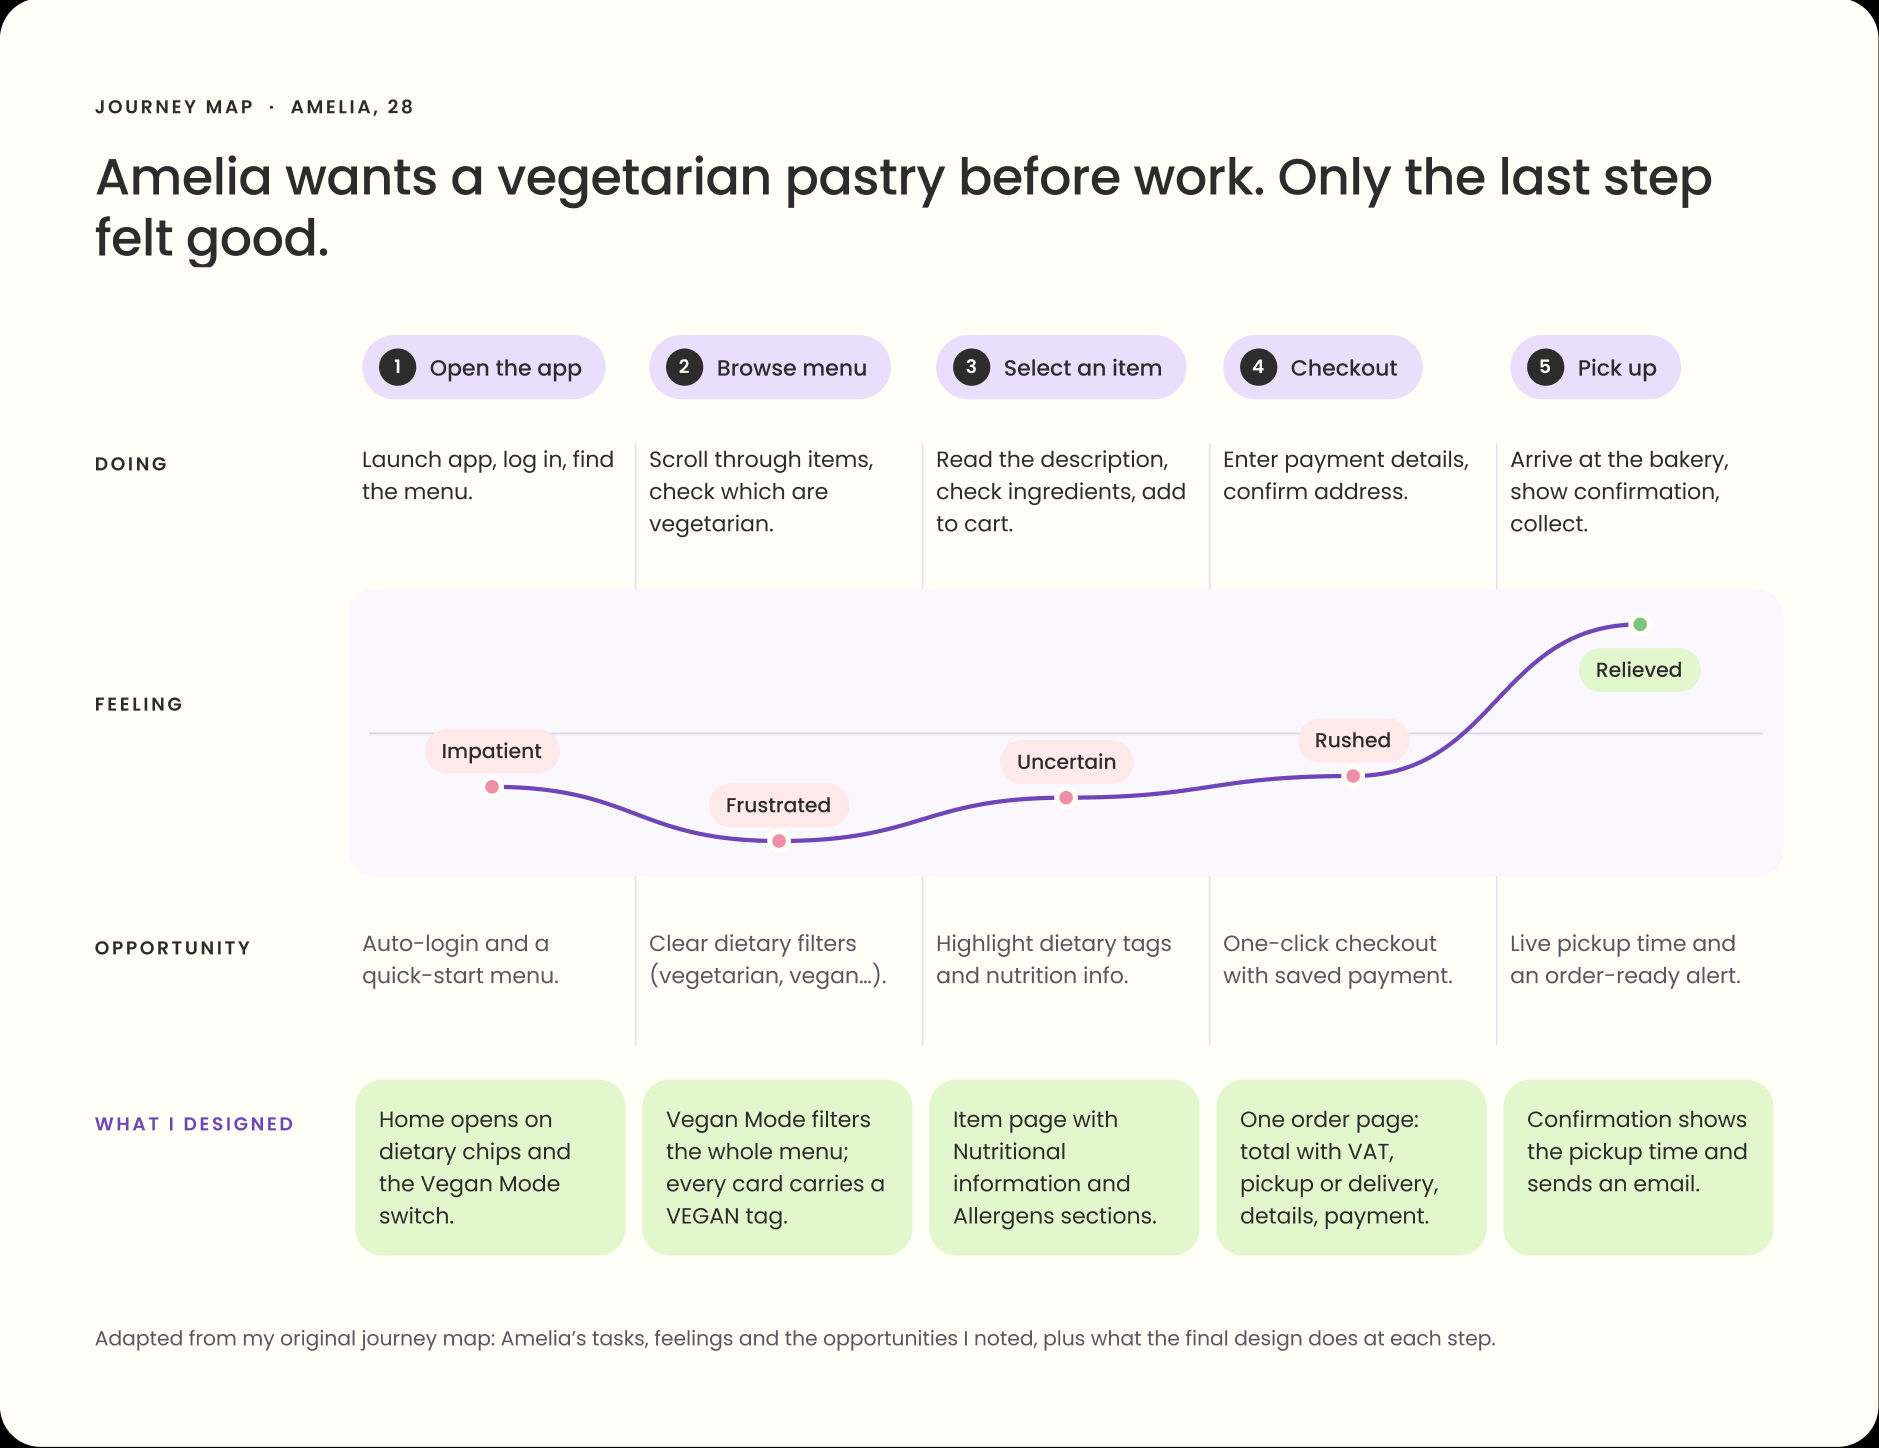 JOURNEY MAP · AMELIA, 28
Amelia wants a vegetarian pastry before work. Only the last step
felt good.
1 Open the app
2 Browse menu
3 Select an item
4 Checkout
5 Pick up
DOING
Launch app, log in, find
the menu.
Scroll through items,
check which are
vegetarian.
Read the description,
check ingredients, add
to cart.
Enter payment details,
confirm address.
Arrive at the bakery,
show confirmation,
collect.
FEELING
Impatient
Frustrated
Uncertain
Rushed
Relieved
OPPORTUNITY
Auto-login and a
quick-start menu.
Clear dietary filters
(vegetarian, vegan…).
Highlight dietary tags
and nutrition info.
One-click checkout
with saved payment.
Live pickup time and
an order-ready alert.
WHAT I DESIGNED
Home opens on
dietary chips and
the Vegan Mode
switch.
Vegan Mode filters
the whole menu;
every card carries a
VEGAN tag.
Item page with
Nutritional
information and
Allergens sections.
One order page:
total with VAT,
pickup or delivery,
details, payment.
Confirmation shows
the pickup time and
sends an email.
Adapted from my original journey map: Amelia’s tasks, feelings and the opportunities I noted, plus what the final design does at each step.